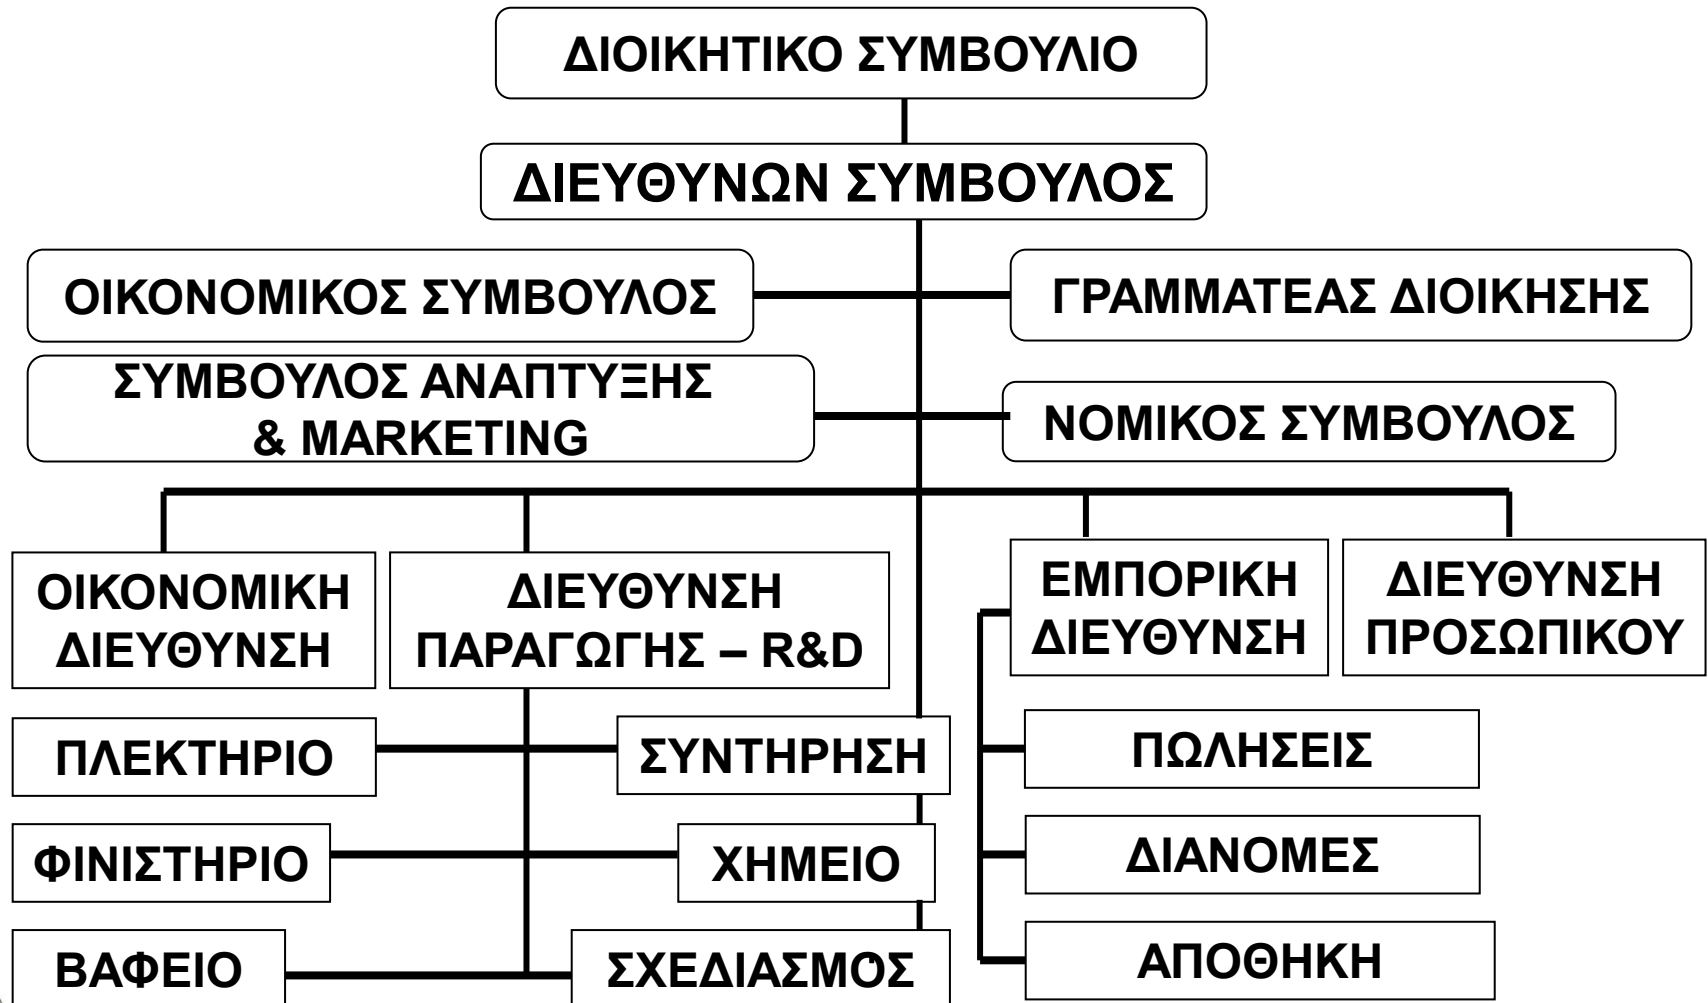 ΔΙΟΙΚΗΤΙΚΟ ΣΥΜΒΟΥΛΙΟ
ΔΙΕΥΘΥΝΩΝ ΣΥΜΒΟΥΛΟΣ
ΟΙΚΟΝΟΜΙΚΟΣ ΣΥΜΒΟΥΛΟΣ
ΓΡΑΜΜΑΤΕΑΣ ΔΙΟΙΚΗΣΗΣ
ΣΥΜΒΟΥΛΟΣ ΑΝΑΠΤΥΞΗΣ
& MARKETING
ΝΟΜΙΚΟΣ ΣΥΜΒΟΥΛΟΣ
ΟΙΚΟΝΟΜΙΚΗ
ΔΙΕΥΘΥΝΣΗ
ΔΙΕΥΘΥΝΣΗ
ΠΑΡΑΓΩΓΗΣ – R&D
ΕΜΠΟΡΙΚΗ
ΔΙΕΥΘΥΝΣΗ
ΔΙΕΥΘΥΝΣΗ
ΠΡΟΣΩΠΙΚΟΥ
ΠΛΕΚΤΗΡΙΟ
ΣΥΝΤΗΡΗΣΗ
ΠΩΛΗΣΕΙΣ
ΦΙΝΙΣΤΗΡΙΟ
ΧΗΜΕΙΟ
ΔΙΑΝΟΜΕΣ
ΒΑΦΕΙΟ
ΣΧΕΔΙΑΣΜΟΣ
ΑΠΟΘΗΚΗ